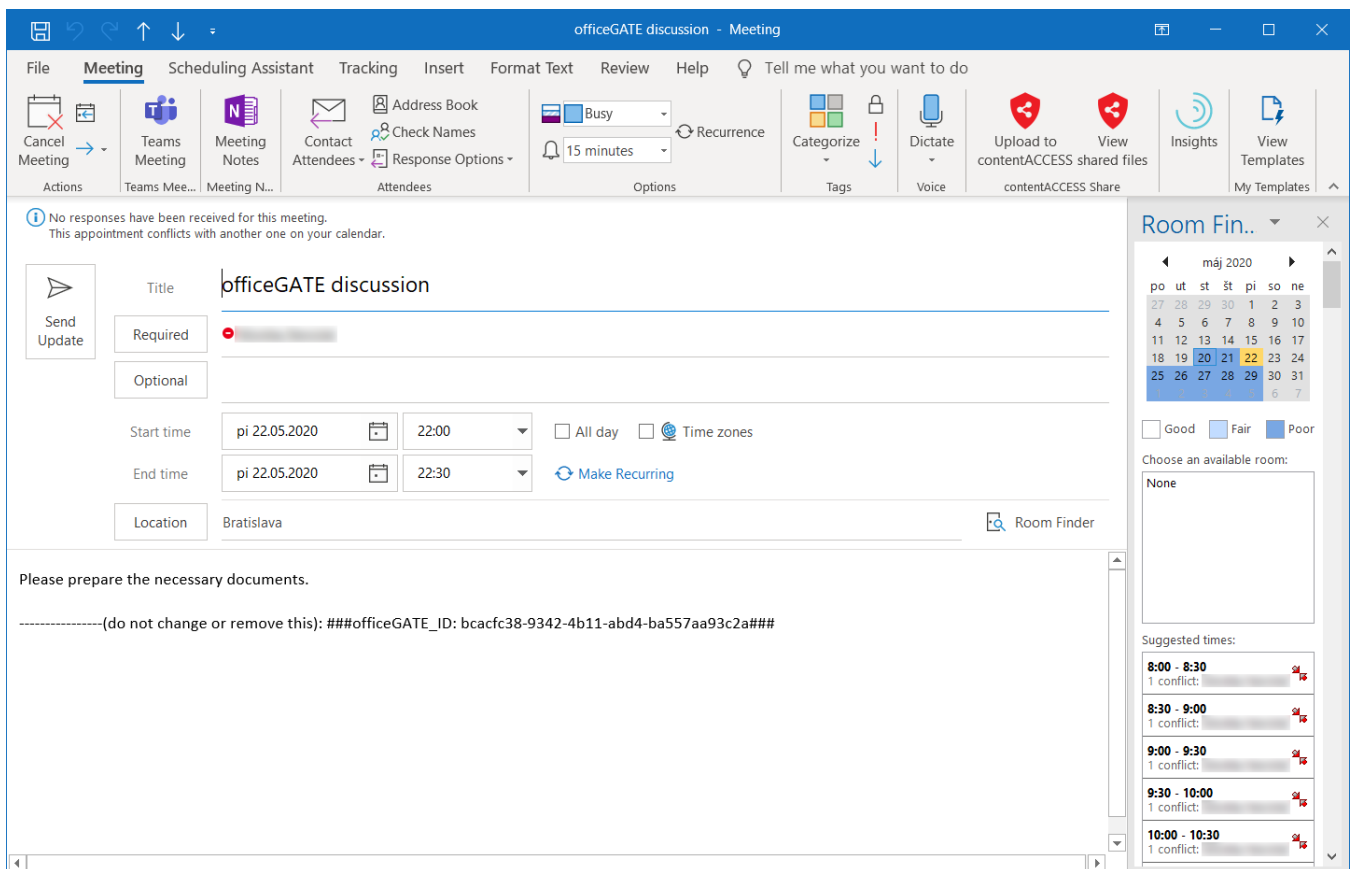 officeGATE discussion - Meeting
File Meeting Scheduling Assistant Tracking Insert Format Text Review Help Tell me what you want to do
Cancel Meeting
Teams Meeting
Meeting Notes
Contact Attendees
Address Book
Check Names
Response Options
Busy
15 minutes
Recurrence
Categorize
Dictate
Upload to contentACCESS
View shared files
Insights
View Templates
Actions Teams Mee... Meeting N... Attendees Options Tags Voice contentACCESS Share My Templates
No responses have been received for this meeting.
This appointment conflicts with another one on your calendar.
Send Update
Title officeGATE discussion
Required
Optional
Start time pi 22.05.2020 22:00 All day Time zones
End time pi 22.05.2020 22:30 Make Recurring
Location Bratislava Room Finder
Please prepare the necessary documents.
----------------(do not change or remove this): ###officeGATE_ID: bcacfc38-9342-4b11-abd4-ba557aa93c2a###
Room Fin..
máj 2020
po ut st št pi so ne
27 28 29 30 1 2 3
4 5 6 7 8 9 10
11 12 13 14 15 16 17
18 19 20 21 22 23 24
25 26 27 28 29 30 31
1 2 3 4 5 6 7
Good Fair Poor
Choose an available room:
None
Suggested times:
8:00 - 8:30
1 conflict:
8:30 - 9:00
1 conflict:
9:00 - 9:30
1 conflict:
9:30 - 10:00
1 conflict:
10:00 - 10:30
1 conflict: